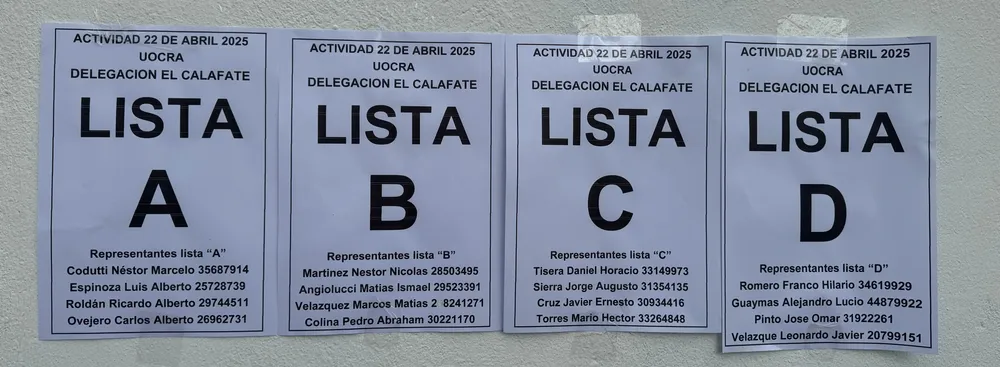 ACTIVIDAD 22 DE ABRIL 2025
UOCRA
DELEGACION EL CALAFATE
LISTA
A
Representantes lista “A”
Codutti Néstor Marcelo 35687914
Espinoza Luis Alberto 25728739
Roldán Ricardo Alberto 29744511
Ovejero Carlos Alberto 26962731
ACTIVIDAD 22 DE ABRIL 2025
UOCRA
DELEGACION EL CALAFATE
LISTA
B
Representantes lista “B”
Martinez Nestor Nicolas 28503495
Angiolucci Matias Ismael 29523391
Velazquez Marcos Matias 2 8241271
Colina Pedro Abraham 30221170
ACTIVIDAD 22 DE ABRIL 2025
UOCRA
DELEGACION EL CALAFATE
LISTA
C
Representantes lista “C”
Tisera Daniel Horacio 33149973
Sierra Jorge Augusto 31354135
Cruz Javier Ernesto 30934416
Torres Mario Hector 33264848
ACTIVIDAD 22 DE ABRIL 2025
UOCRA
DELEGACION EL CALAFATE
LISTA
D
Representantes lista “D”
Romero Franco Hilario 34619929
Guaymas Alejandro Lucio 44879922
Pinto Jose Omar 31922261
Velazque Leonardo Javier 20799151